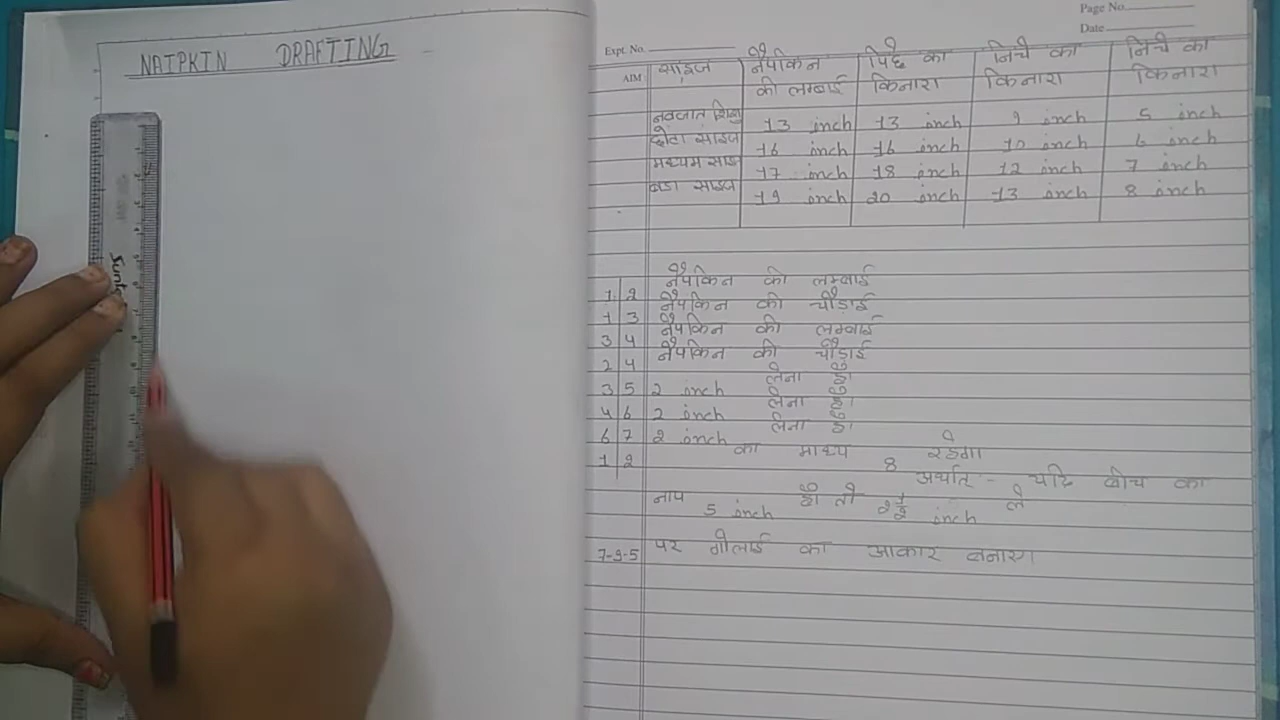 NAIPKIN DRAFTING
Page No.
Date
Expt. No.
AIM साइज नैपकिन की लम्बाई पिछे का किनारा निचे का किनारा निचे का किनारा
नवजात शिशु 13 inch 13 inch 9 inch 5 inch
छोटा साइज 16 inch 16 inch 10 inch 6 inch
मध्यम साइज 17 inch 18 inch 12 inch 7 inch
बडा साइज 19 inch 20 inch 13 inch 8 inch
1 2 नैपकिन की लम्बाई
1 3 नैपकिन की चौड़ाई
3 4 नैपकिन की लम्बाई
2 4 नैपकिन की चौड़ाई
3 5 2 inch लेना है।
4 6 2 inch लेना है।
6 7 2 inch लेना है।
1 2 का माध्य 8 रहेगा
अर्थात - यदि बीच का
नाप 5 inch हो तो 2 1/2 inch ले
7-9-5 पर गोलाई का आकार बनाए